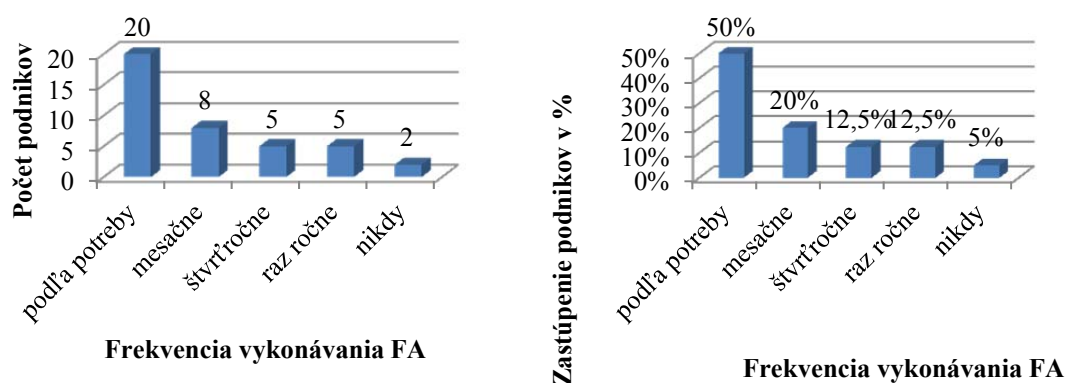 Počet podnikov
20
15
10
5
0
20
8
5
5
2
podľa potreby
mesačne
štvrťročne
raz ročne
nikdy
Frekvencia vykonávania FA
Zastúpenie podnikov v %
50%
40%
30%
20%
10%
0%
50%
20%
12,5%
12,5%
5%
podľa potreby
mesačne
štvrťročne
raz ročne
nikdy
Frekvencia vykonávania FA